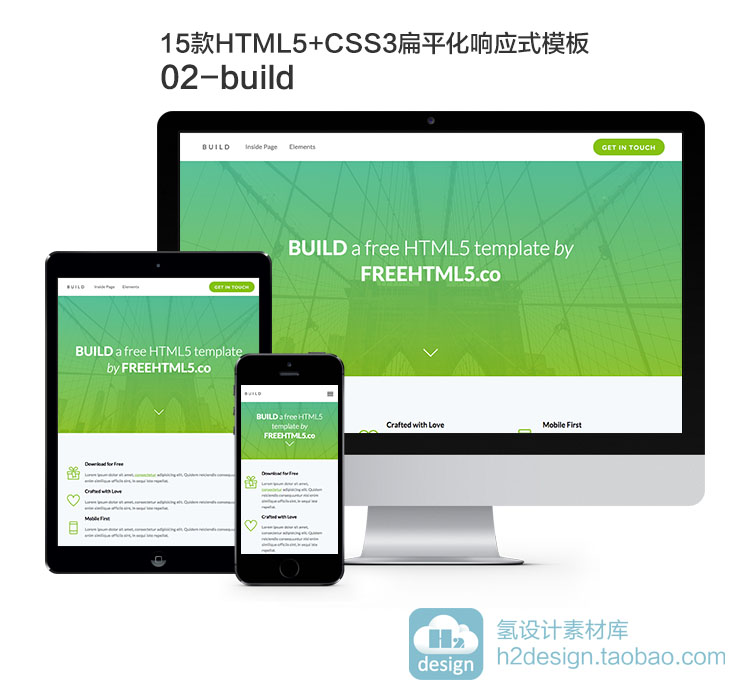 15款HTML5+CSS3扁平化响应式模板
02-build
BUILD Inside Page Elements GET IN TOUCH
BUILD a free HTML5 template by
FREEHTML5.co
Crafted with Love Mobile First
BUILD Inside Page Elements GET IN TOUCH
BUILD a free HTML5 template
by FREEHTML5.co
Download for Free
Lorem ipsum dolor sit amet, consectetur adipisicing elit. Quidem reiciendis consequuntur
enim similique officiis sint, in sequi iste repellat.
Crafted with Love
Lorem ipsum dolor sit amet, consectetur adipisicing elit. Quidem reiciendis
enim similique officiis sint, in sequi iste repellat.
Mobile First
Lorem ipsum dolor sit amet, consectetur adipisicing elit. Quidem reiciendis
enim similique officiis sint, in sequi iste repellat.
BUILD
BUILD a free HTML5
template by
FREEHTML5.co
Download for Free
Lorem ipsum dolor sit amet,
consectetur adipisicing elit. Quidem
reiciendis consequuntur enim
similique officiis sint, in sequi iste
repellat.
Crafted with Love
Lorem ipsum dolor sit amet,
consectetur adipisicing elit. Quidem
reiciendis consequuntur enim
similique officiis sint, in sequi iste
repellat.
H2
design
氢设计素材库
h2design.taobao.com